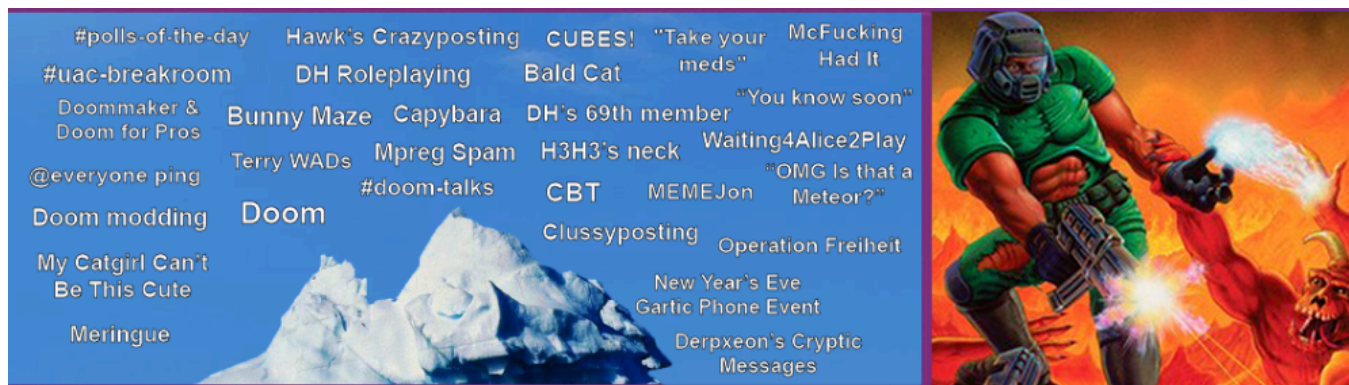 #polls-of-the-day
Hawk's Crazyposting
CUBES!
"Take your
meds"
McFucking
Had It
#uac-breakroom
DH Roleplaying
Bald Cat
Doommaker &
Doom for Pros
Bunny Maze
Capybara
DH's 69th member
"You know soon"
Terry WADs
Mpreg Spam
H3H3's neck
Waiting4Alice2Play
@everyone ping
#doom-talks
CBT
MEMEJon
"OMG Is that a
Meteor?"
Doom modding
Doom
Clussyposting
Operation Freiheit
My Catgirl Can't
Be This Cute
New Year's Eve
Gartic Phone Event
Meringue
Derpxeon's Cryptic
Messages